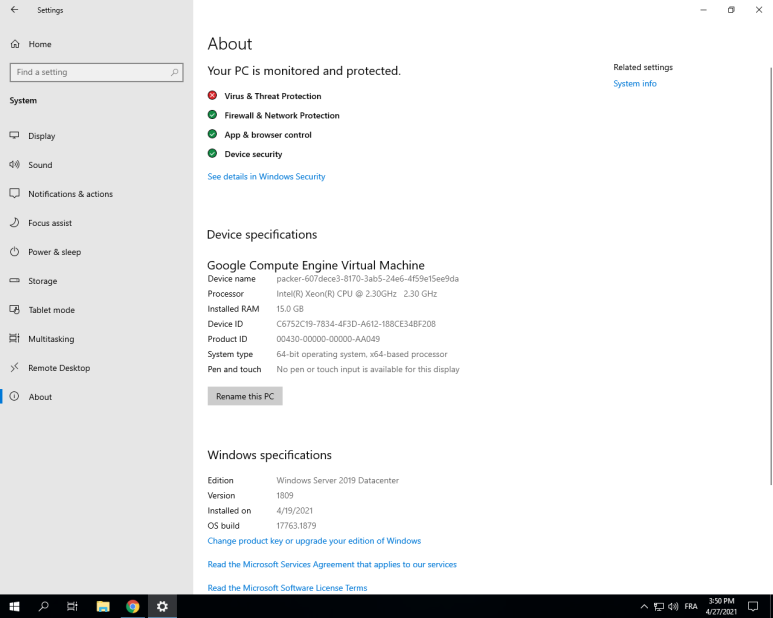 Settings
Home
Find a setting
System
Display
Sound
Notifications & actions
Focus assist
Power & sleep
Storage
Tablet mode
Multitasking
Remote Desktop
About
About
Your PC is monitored and protected.
Virus & Threat Protection
Firewall & Network Protection
App & browser control
Device security
See details in Windows Security
Device specifications
Google Compute Engine Virtual Machine
Device name packer-607dece3-8170-3ab5-24e6-4f59e15ee9da
Processor Intel(R) Xeon(R) CPU @ 2.30GHz 2.30 GHz
Installed RAM 15.0 GB
Device ID C6752C19-7834-4F3D-A612-188CE34BF208
Product ID 00430-00000-00000-AA049
System type 64-bit operating system, x64-based processor
Pen and touch No pen or touch input is available for this display
Rename this PC
Windows specifications
Edition Windows Server 2019 Datacenter
Version 1809
Installed on 4/19/2021
OS build 17763.1879
Change product key or upgrade your edition of Windows
Read the Microsoft Services Agreement that applies to our services
Read the Microsoft Software License Terms
Related settings
System info
FRA
3:50 PM
4/27/2021